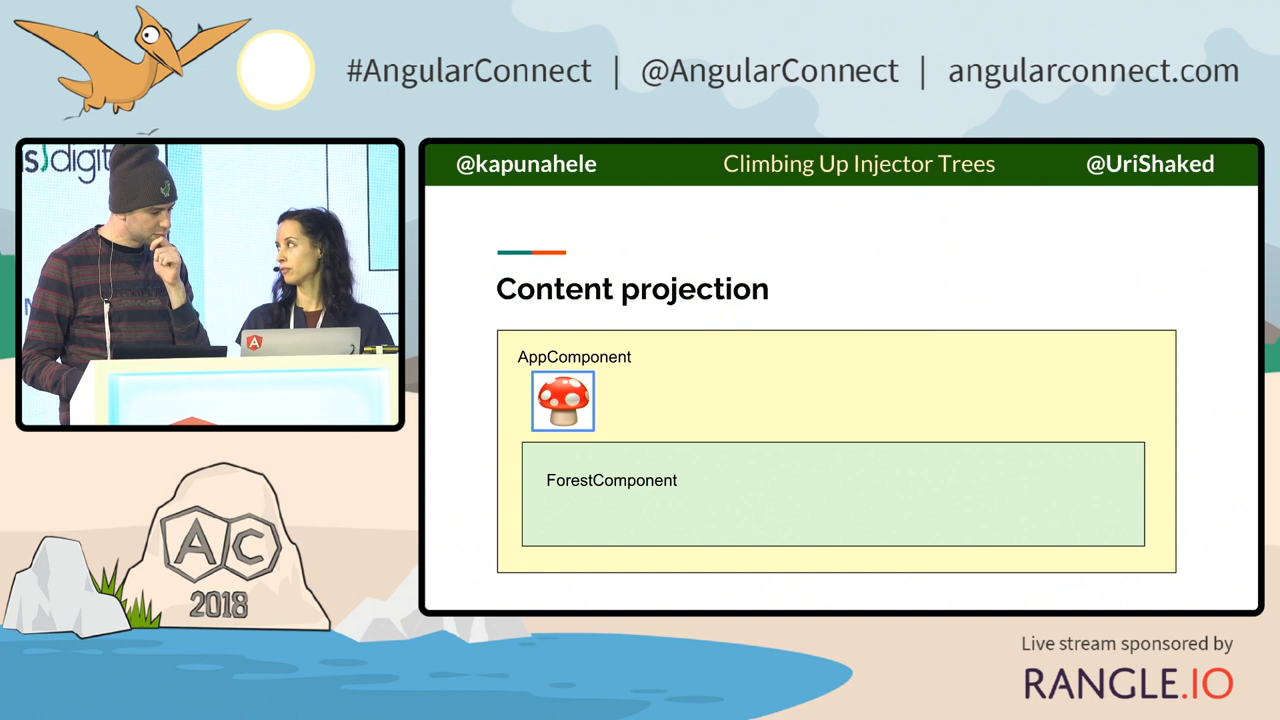 #AngularConnect | @AngularConnect | angularconnect.com
@kapunahele Climbing Up Injector Trees @UriShaked
Content projection
AppComponent
ForestComponent
AC
2018
Live stream sponsored by
RANGLE.IO